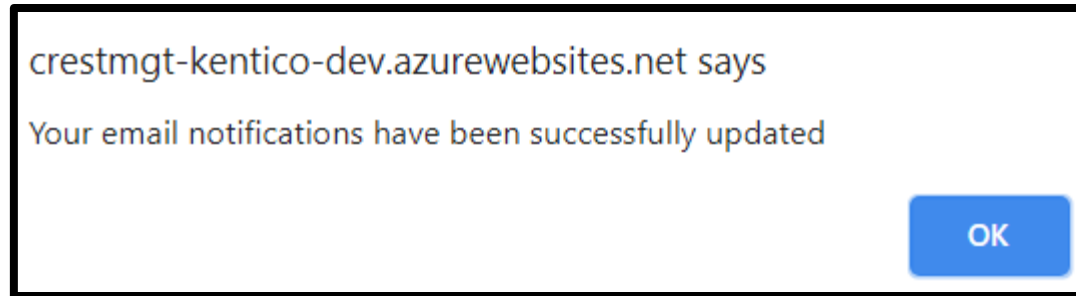 crestmgt-kentico-dev.azurewebsites.net says
Your email notifications have been successfully updated
OK